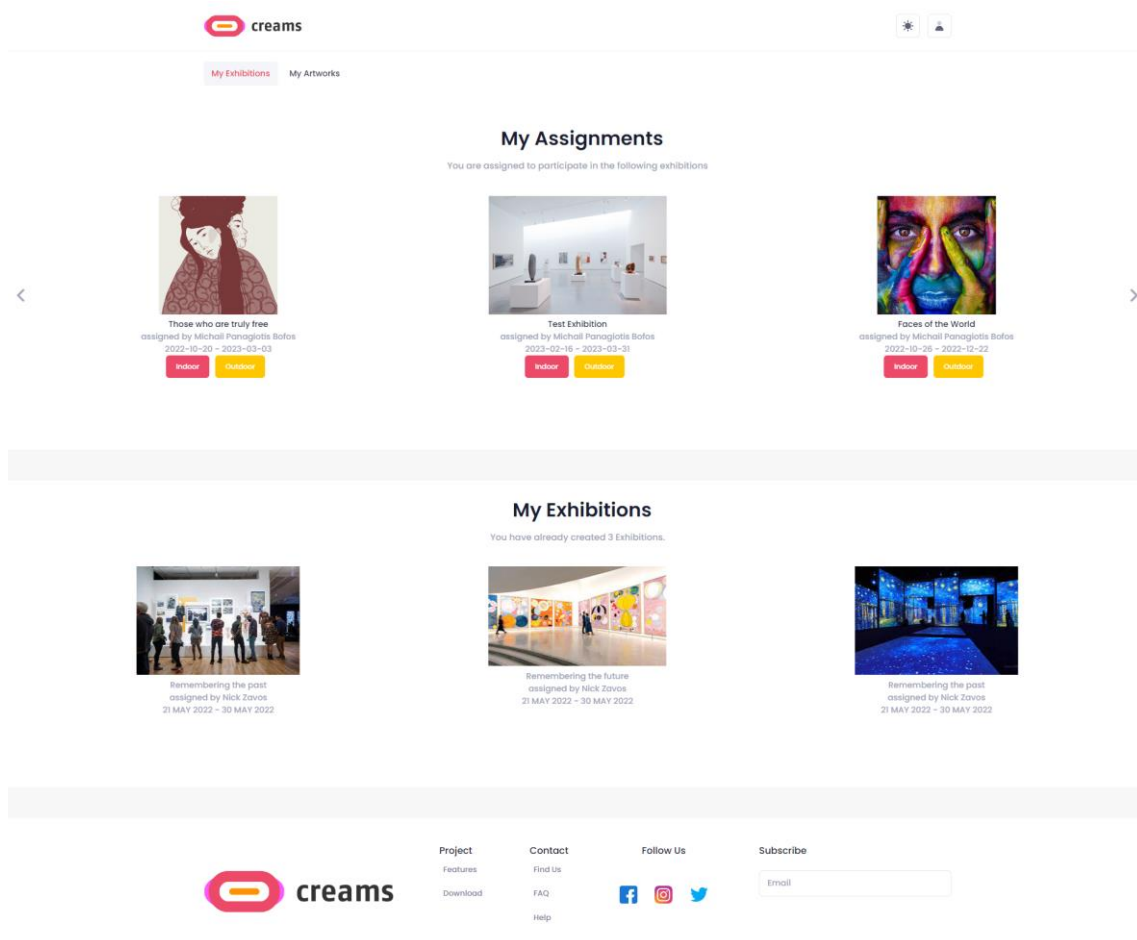 creams
My Exhibitions My Artworks
My Assignments
You are assigned to participate in the following exhibitions
Those who are truly free
assigned by Michail Panagiotis Bofos
2022-10-20 - 2023-03-03
Indoor Outdoor
Test Exhibition
assigned by Michail Panagiotis Bofos
2023-02-16 - 2023-03-31
Indoor Outdoor
Faces of the World
assigned by Michail Panagiotis Bofos
2022-10-26 - 2022-12-22
Indoor Outdoor
My Exhibitions
You have already created 3 Exhibitions.
Remembering the past
assigned by Nick Zavos
21 MAY 2022 - 30 MAY 2022
Remembering the future
assigned by Nick Zavos
21 MAY 2022 - 30 MAY 2022
Remembering the past
assigned by Nick Zavos
21 MAY 2022 - 30 MAY 2022
creams
Project
Features
Download
Contact
Find Us
FAQ
Help
Follow Us
Subscribe
Email